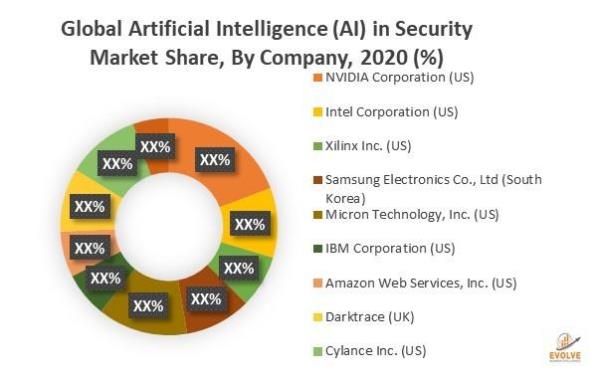 Global Artificial Intelligence (AI) in Security
Market Share, By Company, 2020 (%)
NVIDIA Corporation (US)
Intel Corporation (US)
Xilinx Inc. (US)
Samsung Electronics Co., Ltd (South
Korea)
Micron Technology, Inc. (US)
IBM Corporation (US)
Amazon Web Services, Inc. (US)
Darktrace (UK)
Cylance Inc. (US)
XX%
XX%
XX%
XX%
XX%
XX%
XX%
XX%
XX%
XX%
EVOLVE